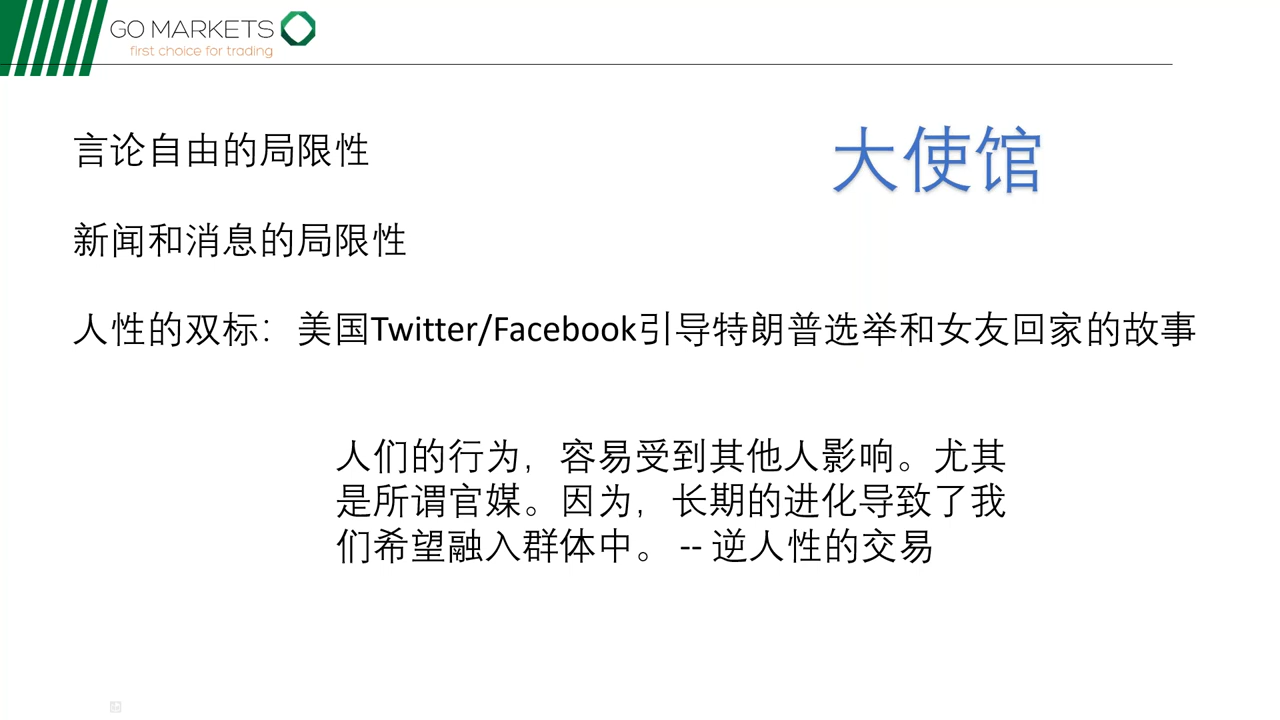 GO MARKETS
first choice for trading
言论自由的局限性
大使馆
新闻和消息的局限性
人性的双标：美国Twitter/Facebook引导特朗普选举和女友回家的故事
人们的行为，容易受到其他人影响。尤其
是所谓官媒。因为，长期的进化导致了我
们希望融入群体中。 -- 逆人性的交易